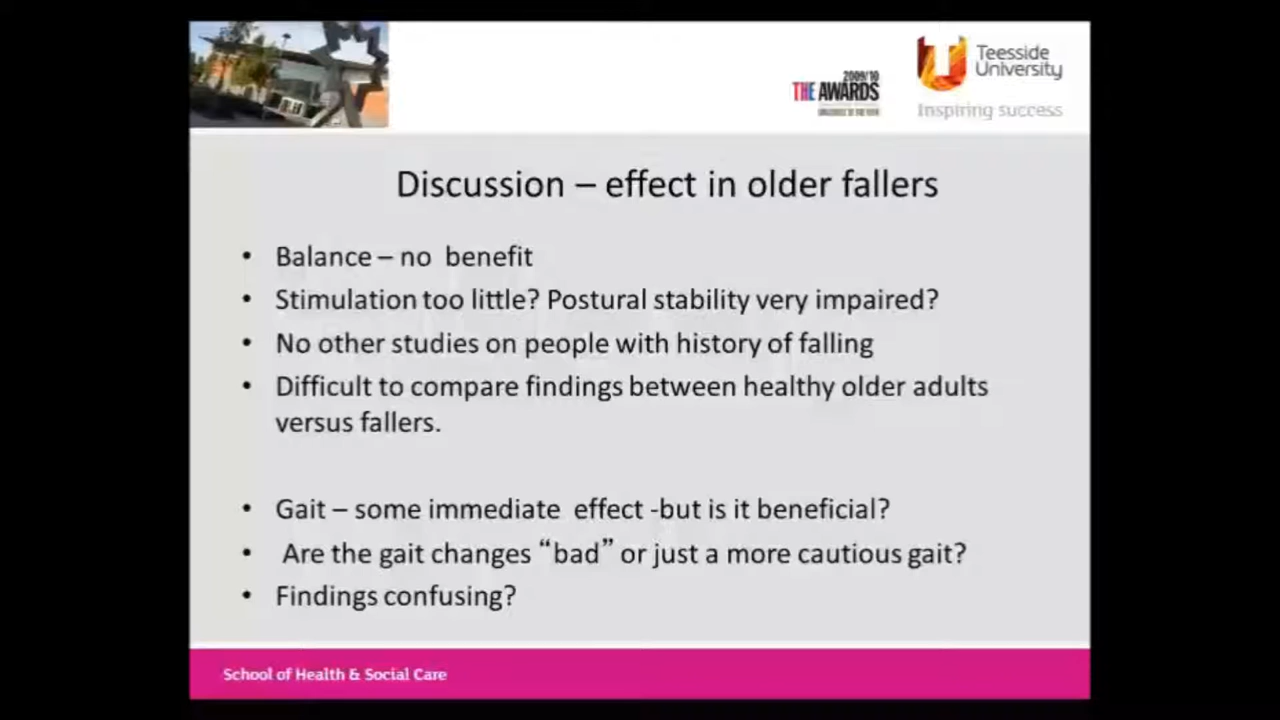 2009/10
THE AWARDS
Teesside
University
Inspiring success
Discussion – effect in older fallers
• Balance – no  benefit
• Stimulation too little? Postural stability very impaired?
• No other studies on people with history of falling
• Difficult to compare findings between healthy older adults
versus fallers.
• Gait – some immediate  effect -but is it beneficial?
• Are the gait changes “bad” or just a more cautious gait?
• Findings confusing?
School of Health & Social Care